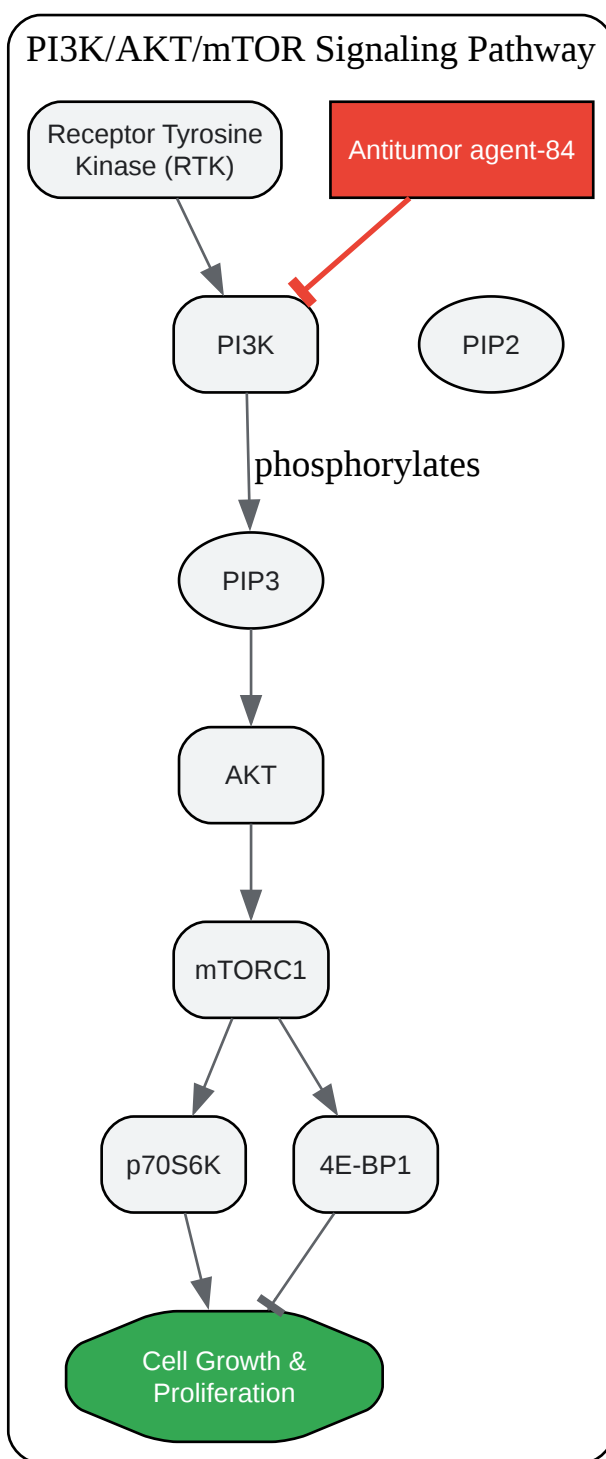 PI3K/AKT/mTOR Signaling Pathway
Receptor Tyrosine
Kinase (RTK)
Antitumor agent-84
PI3K
PIP2
phosphorylates
PIP3
AKT
mTORC1
p70S6K
4E-BP1
Cell Growth &
Proliferation